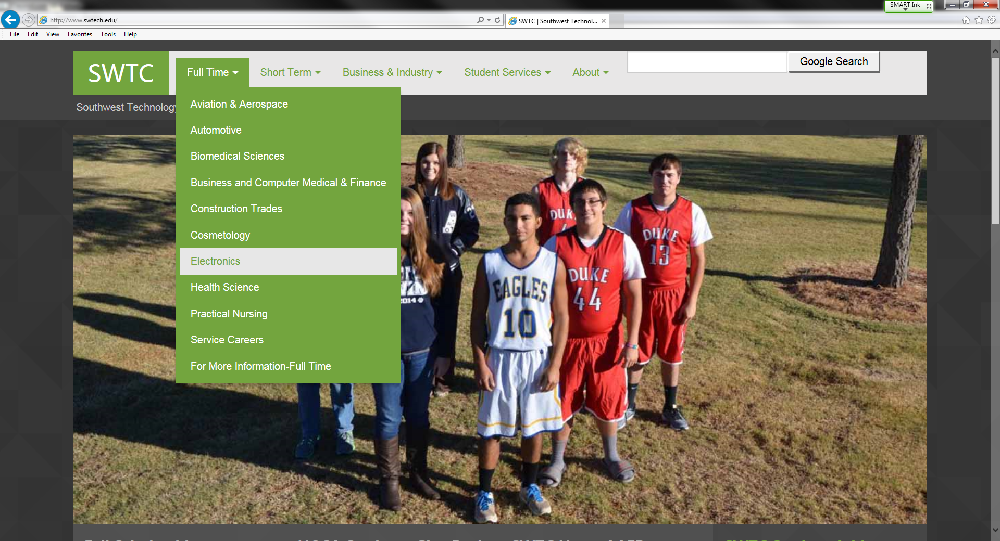 SMART Ink
http://www.swtech.edu/
SWTC | Southwest Technol...
File Edit View Favorites Tools Help
SWTC
Full Time
Short Term
Business & Industry
Student Services
About
Google Search
Southwest Technology
Aviation & Aerospace
Automotive
Biomedical Sciences
Business and Computer Medical & Finance
Construction Trades
Cosmetology
Electronics
Health Science
Practical Nursing
Service Careers
For More Information-Full Time
DUKE
DUKE
13
DUKE
44
EAGLES
10
2014